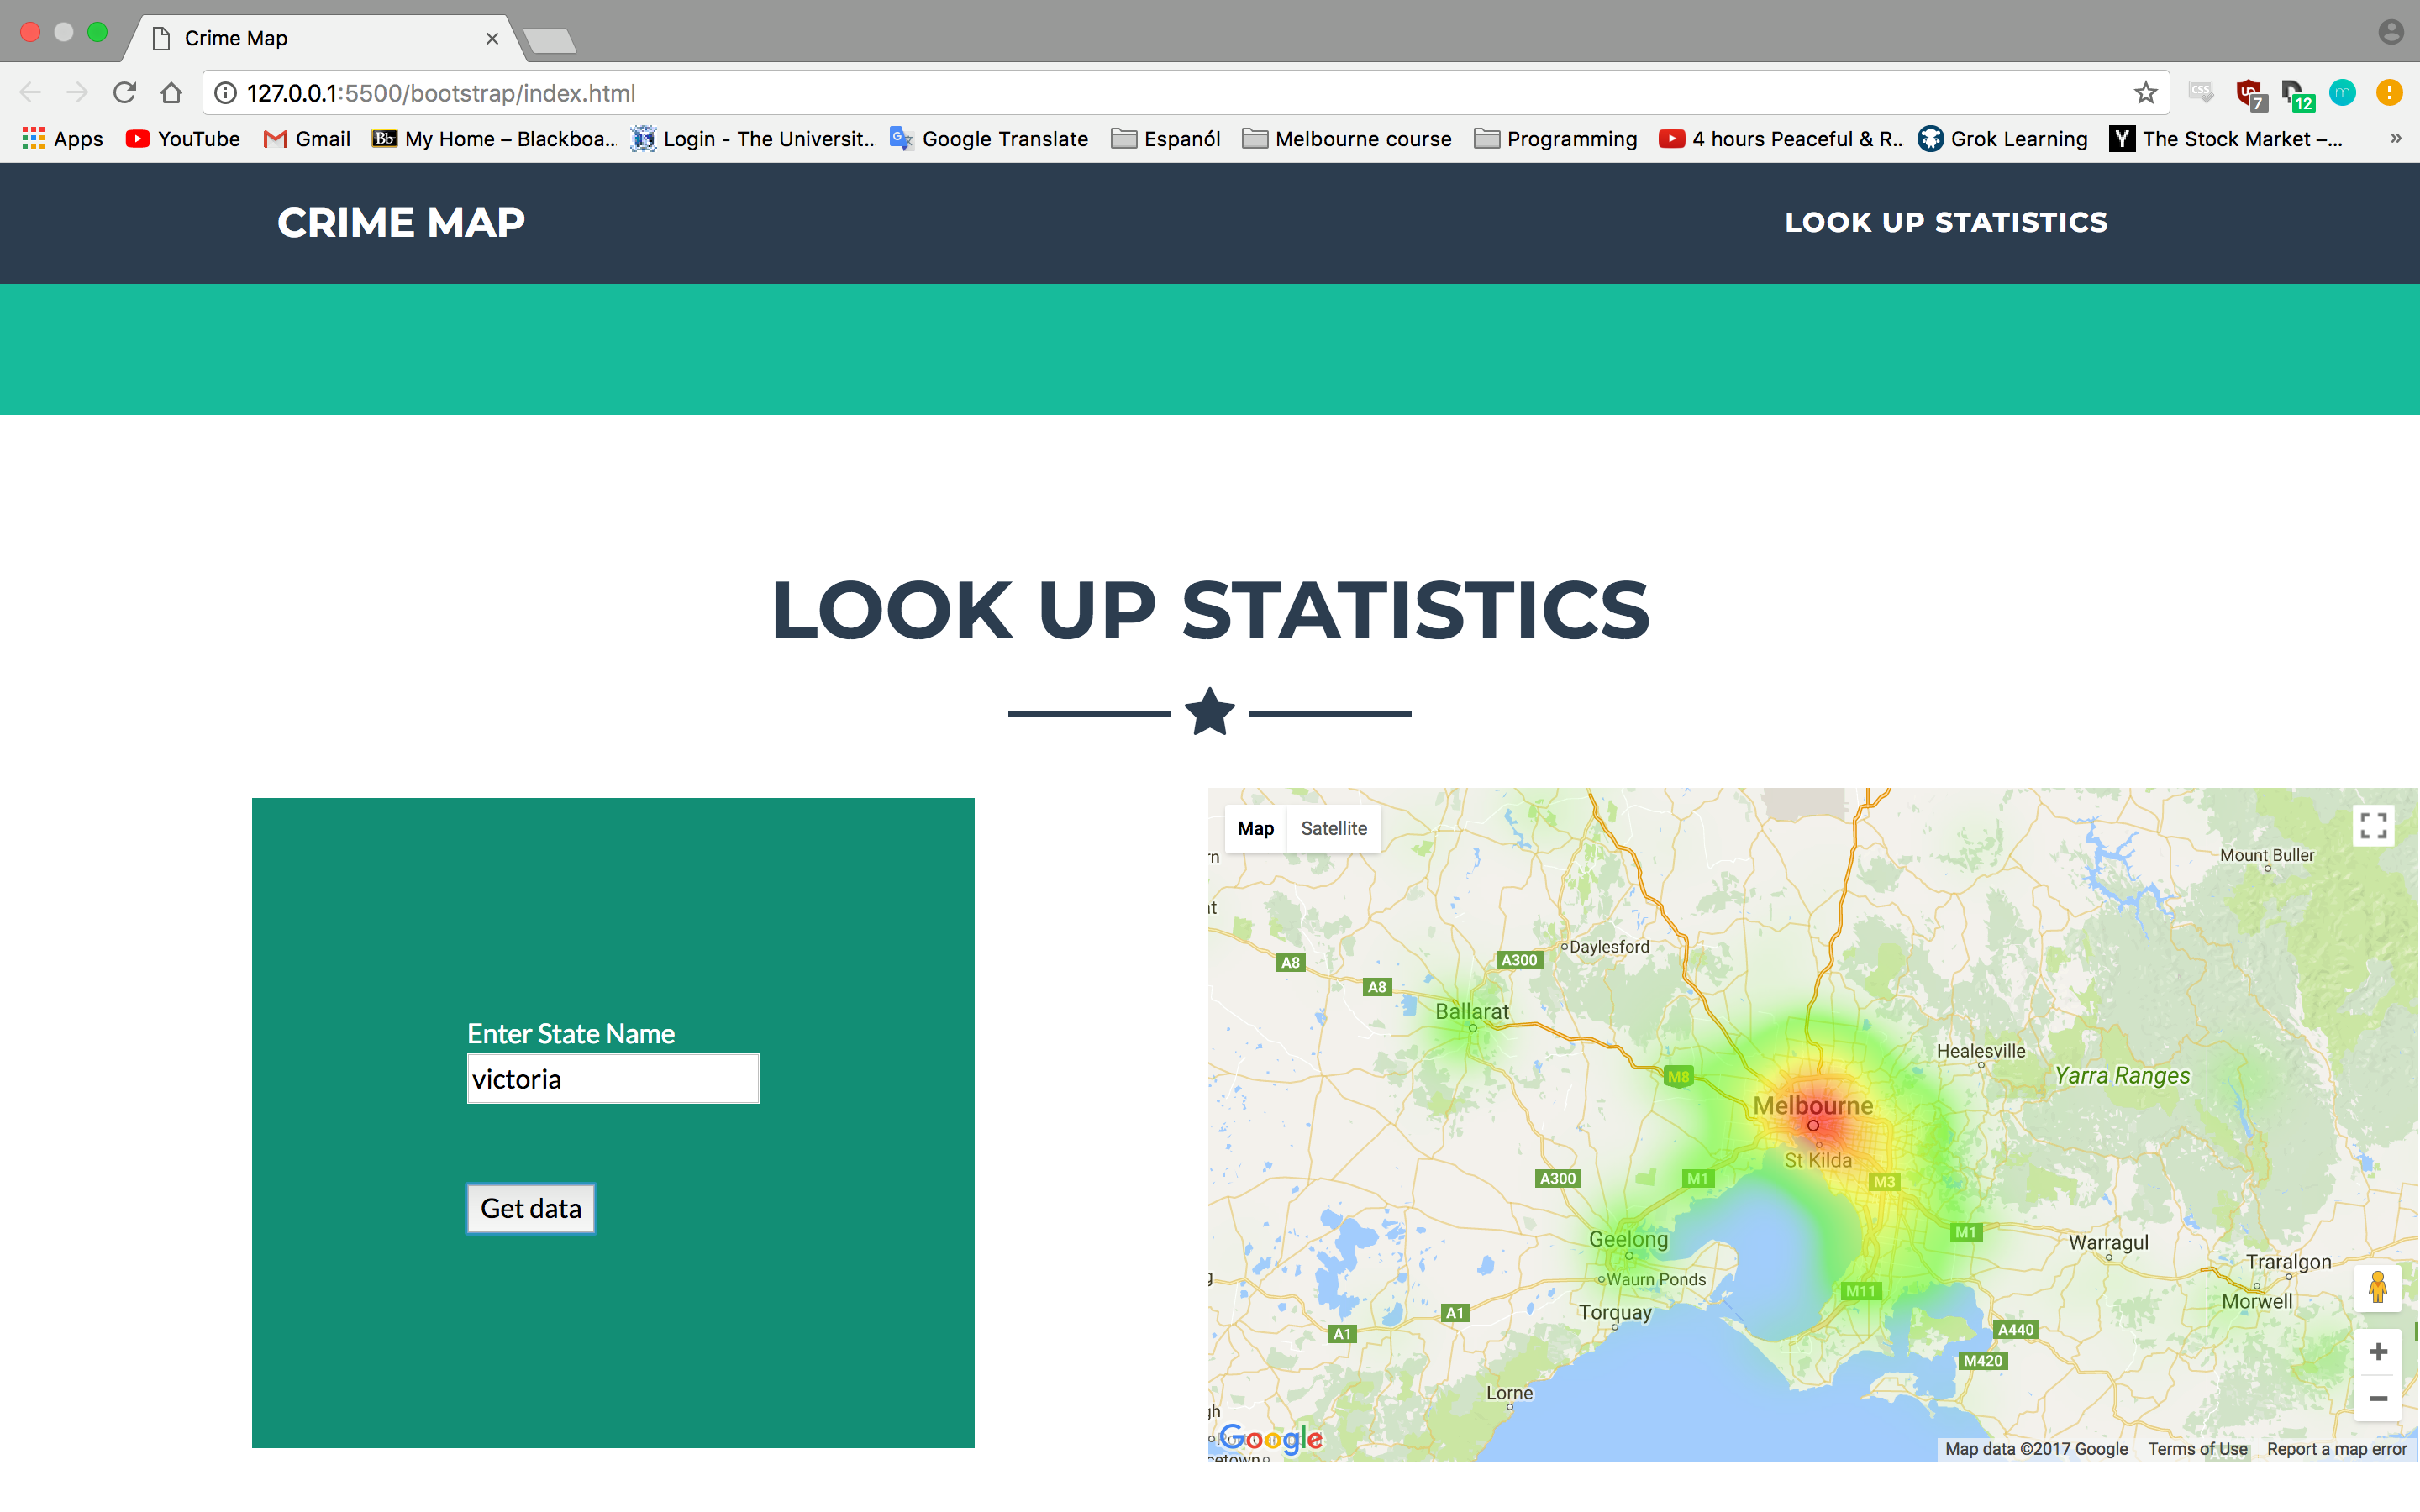 Crime Map
127.0.0.1:5500/bootstrap/index.html
CSS
7
12
m
Apps
YouTube
Gmail
Bb
My Home – Blackboa...
Login - The Universit..
Google Translate
Espanól
Melbourne course
Programming
4 hours Peaceful & R..
Grok Learning
Y
The Stock Market –...
»
CRIME MAP
LOOK UP STATISTICS
LOOK UP STATISTICS
Enter State Name
victoria
Get data
Map
Satellite
Mount Buller
Daylesford
A300
A8
A8
Ballarat
Healesville
Yarra Ranges
M8
Melbourne
St Kilda
A300
M1
M3
Geelong
M1
Warragul
Waurn Ponds
Traralgon
Torquay
M11
Morwell
A1
A1
A440
M420
Lorne
Google
Map data ©2017 Google
Terms of Use
Report a map error